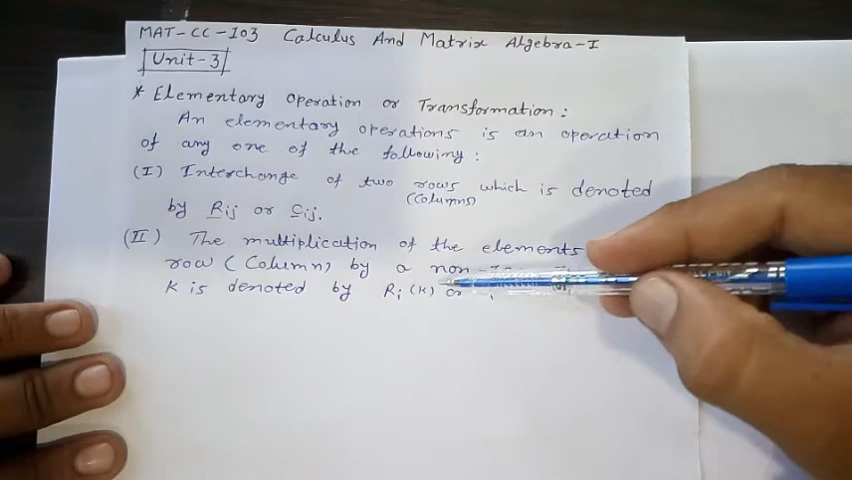 MAT-CC-103 Calculus And Matrix Algebra-I
Unit-3
* Elementary Operation or Transformation:
An elementary operations is an operation
of any one of the following:
(I) Interchange of two rows which is denoted
(Columns)
by Rij or Cij.
(II) The multiplication of the elements
row (Column) by a non-
K is denoted by Ri (K) or